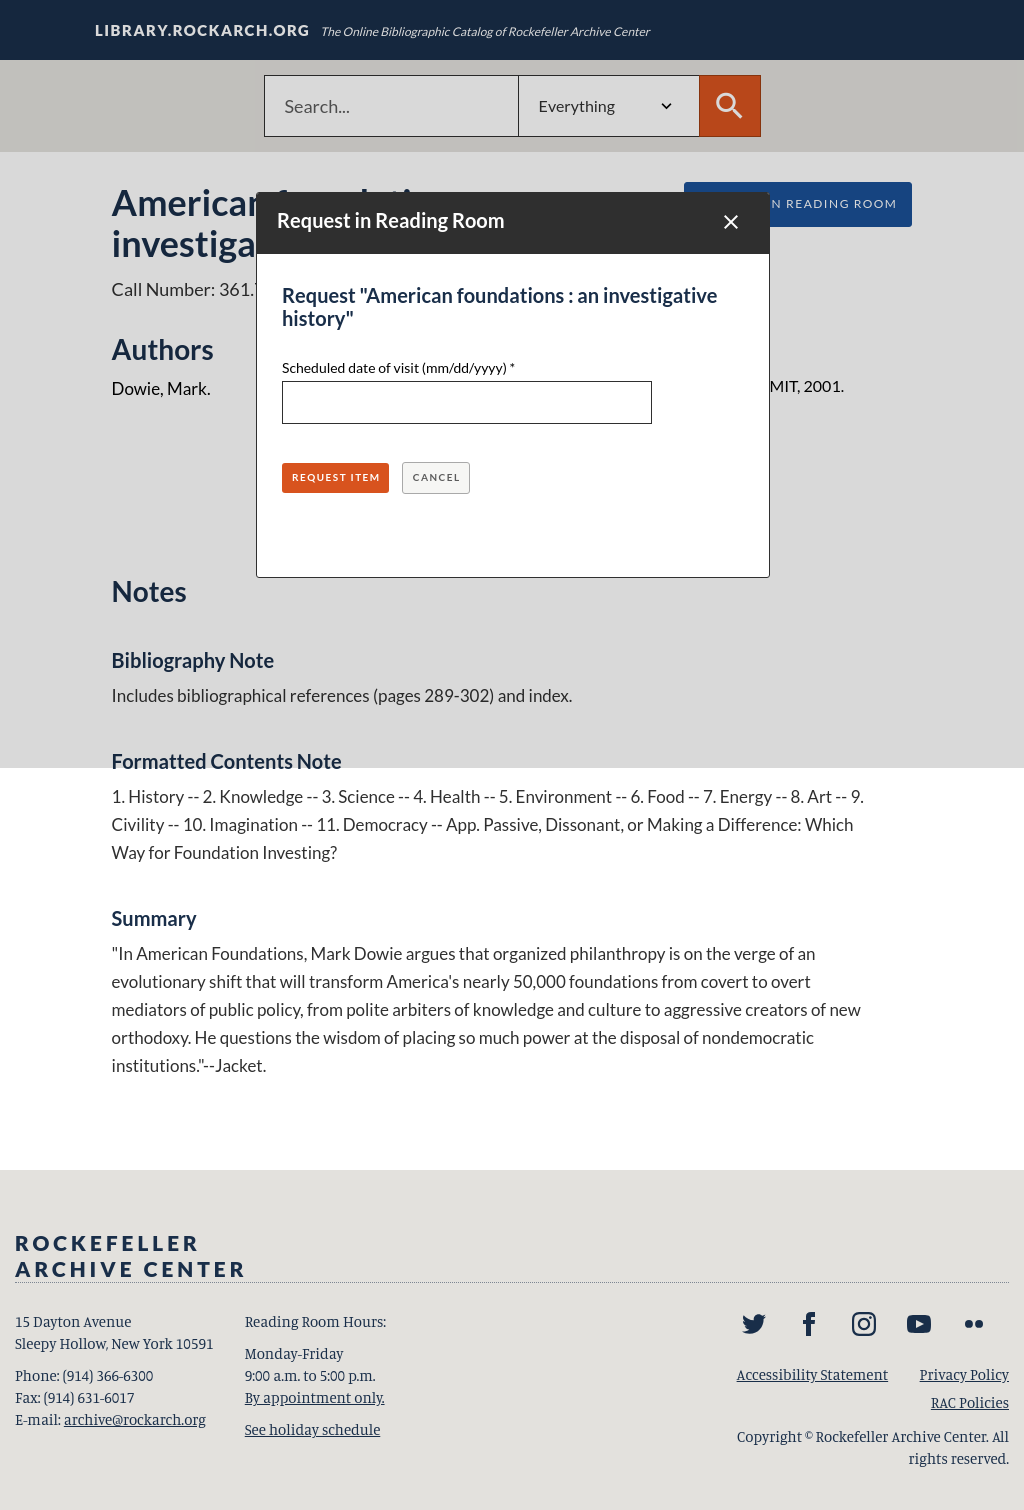 LIBRARY.ROCKARCH.ORG The Online Bibliographic Catalog of Rockefeller Archive Center
Search...
Everything
American
investiga
IN READING ROOM
Call Number: 361.
Request in Reading Room
Request "American foundations : an investigative
history"
Scheduled date of visit (mm/dd/yyyy) *
REQUEST ITEM
CANCEL
Authors
Dowie, Mark.
MIT, 2001.
Notes
Bibliography Note
Includes bibliographical references (pages 289-302) and index.
Formatted Contents Note
1. History -- 2. Knowledge -- 3. Science -- 4. Health -- 5. Environment -- 6. Food -- 7. Energy -- 8. Art -- 9.
Civility -- 10. Imagination -- 11. Democracy -- App. Passive, Dissonant, or Making a Difference: Which
Way for Foundation Investing?
Summary
"In American Foundations, Mark Dowie argues that organized philanthropy is on the verge of an
evolutionary shift that will transform America's nearly 50,000 foundations from covert to overt
mediators of public policy, from polite arbiters of knowledge and culture to aggressive creators of new
orthodoxy. He questions the wisdom of placing so much power at the disposal of nondemocratic
institutions."--Jacket.
ROCKEFELLER
ARCHIVE CENTER
15 Dayton Avenue
Sleepy Hollow, New York 10591
Phone: (914) 366-6300
Fax: (914) 631-6017
E-mail: archive@rockarch.org
Reading Room Hours:
Monday-Friday
9:00 a.m. to 5:00 p.m.
By appointment only.
See holiday schedule
Accessibility Statement
Privacy Policy
RAC Policies
Copyright © Rockefeller Archive Center. All
rights reserved.